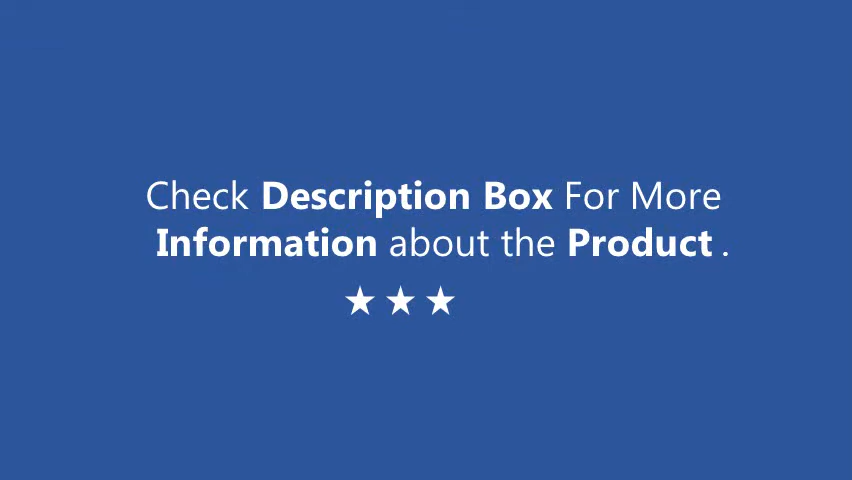 Check Description Box For More
Information about the Product .
★ ★ ★